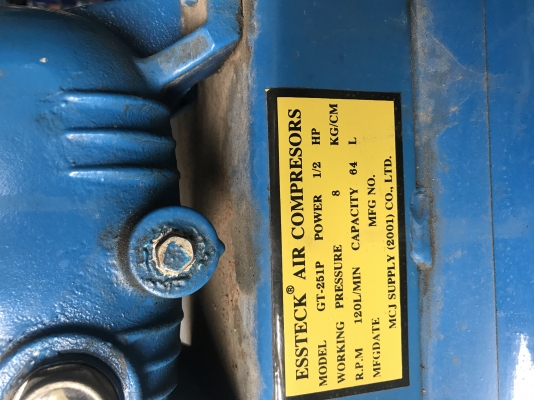 ESSTECK® AIR COMPRESORS
MODEL GT-251P POWER 1/2 HP
WORKING PRESSURE 8 KG/CM
R.P.M 120L/MIN CAPACITY 64 L
MFGDATE MFG NO.
MCJ SUPPLY (2001) CO., LTD.